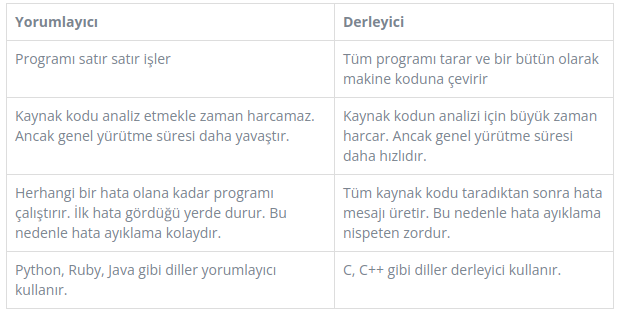 Yorumlayıcı
Derleyici
Programı satır satır işler
Tüm programı tarar ve bir bütün olarak
makine koduna çevirir
Kaynak kodu analiz etmekle zaman harcamaz.
Ancak genel yürütme süresi daha yavaştır.
Kaynak kodun analizi için büyük zaman
harcar. Ancak genel yürütme süresi
daha hızlıdır.
Herhangi bir hata olana kadar programı
çalıştırır. İlk hata gördüğü yerde durur. Bu
nedenle hata ayıklama kolaydır.
Tüm kaynak kodu taradıktan sonra hata
mesajı üretir. Bu nedenle hata ayıklama
nispeten zordur.
Python, Ruby, Java gibi diller yorumlayıcı
kullanır.
C, C++ gibi diller derleyici kullanır.